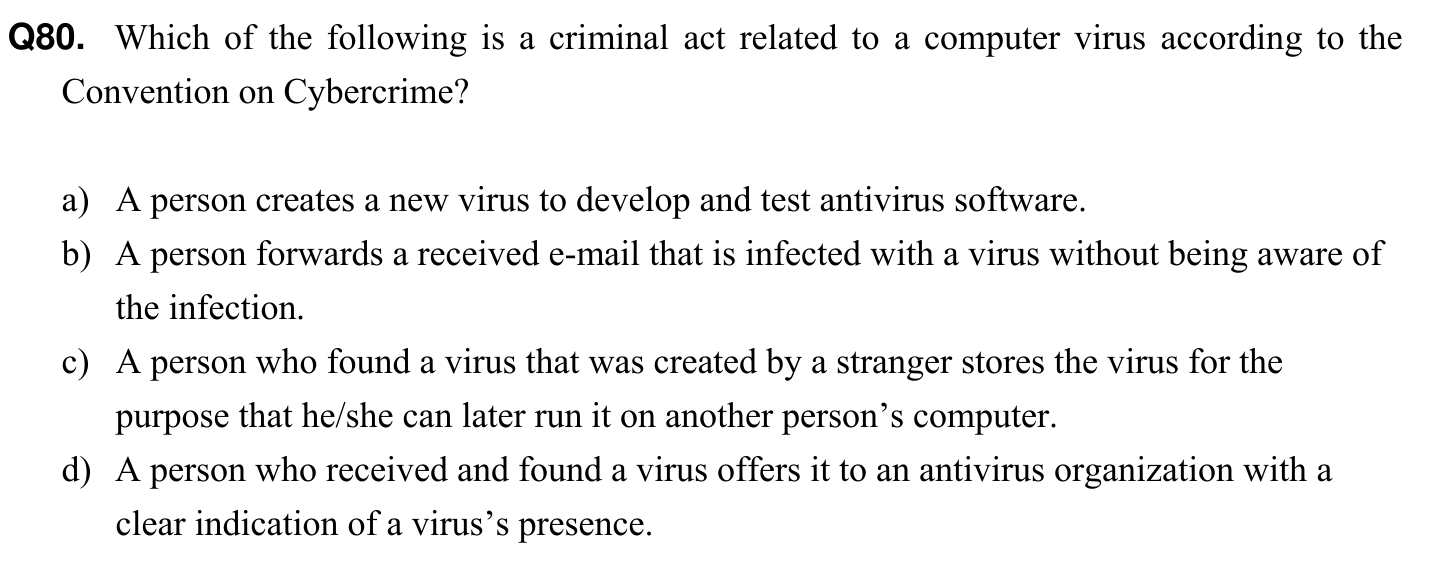 Q80. Which of the following is a criminal act related to a computer virus according to the
Convention on Cybercrime?
a) A person creates a new virus to develop and test antivirus software.
b) A person forwards a received e-mail that is infected with a virus without being aware of
the infection.
c) A person who found a virus that was created by a stranger stores the virus for the
purpose that he/she can later run it on another person’s computer.
d) A person who received and found a virus offers it to an antivirus organization with a
clear indication of a virus’s presence.